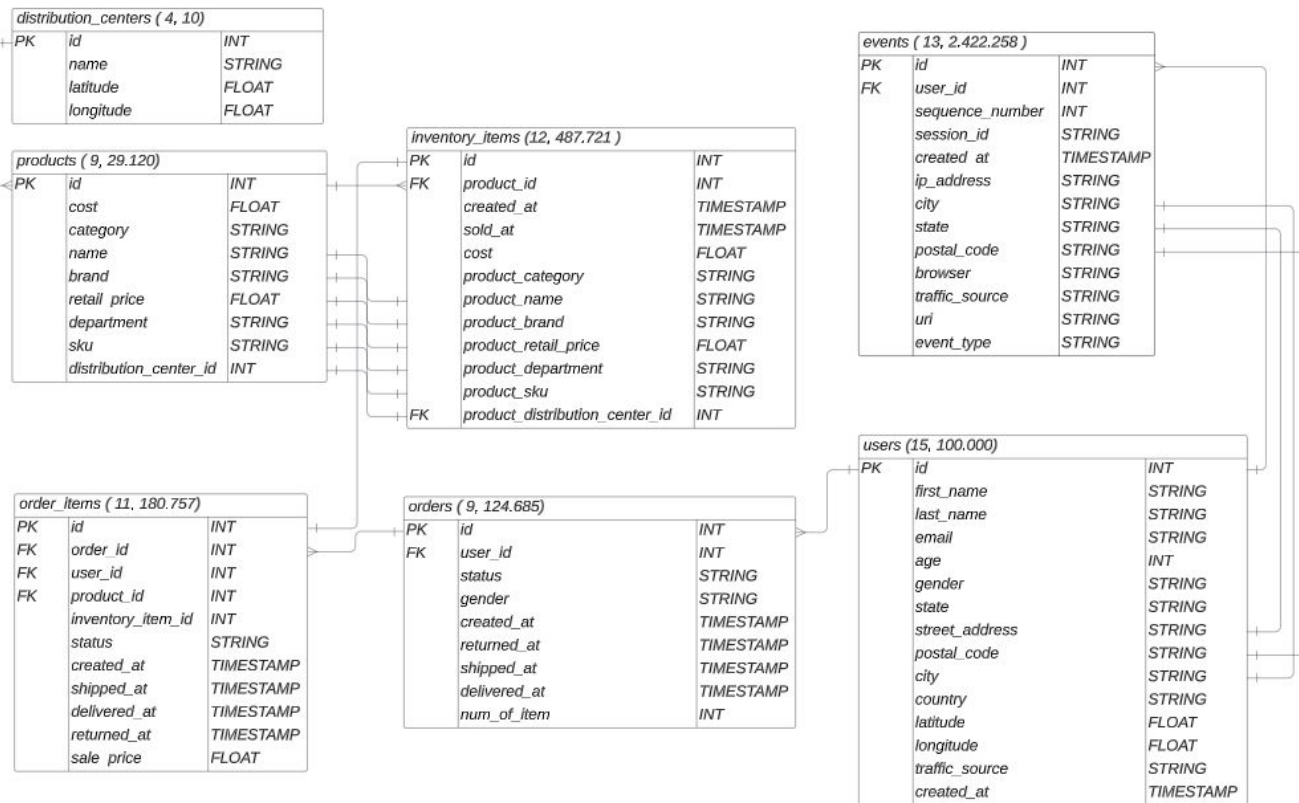 distribution_centers ( 4, 10)
PK id INT
name STRING
latitude FLOAT
longitude FLOAT
products ( 9, 29.120)
PK id INT
cost FLOAT
category STRING
name STRING
brand STRING
retail_price FLOAT
department STRING
sku STRING
distribution_center_id INT
inventory_items (12, 487.721 )
PK id INT
FK product_id INT
created_at TIMESTAMP
sold_at TIMESTAMP
cost FLOAT
product_category STRING
product_name STRING
product_brand STRING
product_retail_price FLOAT
product_department STRING
product_sku STRING
FK product_distribution_center_id INT
events ( 13, 2.422.258 )
PK id INT
FK user_id INT
sequence_number INT
session_id STRING
created_at TIMESTAMP
ip_address STRING
city STRING
state STRING
postal_code STRING
browser STRING
traffic_source STRING
uri STRING
event_type STRING
order_items ( 11, 180.757)
PK id INT
FK order_id INT
FK user_id INT
FK product_id INT
inventory_item_id INT
status STRING
created_at TIMESTAMP
shipped_at TIMESTAMP
delivered_at TIMESTAMP
returned_at TIMESTAMP
sale_price FLOAT
orders ( 9, 124.685)
PK id INT
FK user_id INT
status STRING
gender STRING
created_at TIMESTAMP
returned_at TIMESTAMP
shipped_at TIMESTAMP
delivered_at TIMESTAMP
num_of_item INT
users (15, 100.000)
PK id INT
first_name STRING
last_name STRING
email STRING
age INT
gender STRING
state STRING
street_address STRING
postal_code STRING
city STRING
country STRING
latitude FLOAT
longitude FLOAT
traffic_source STRING
created_at TIMESTAMP